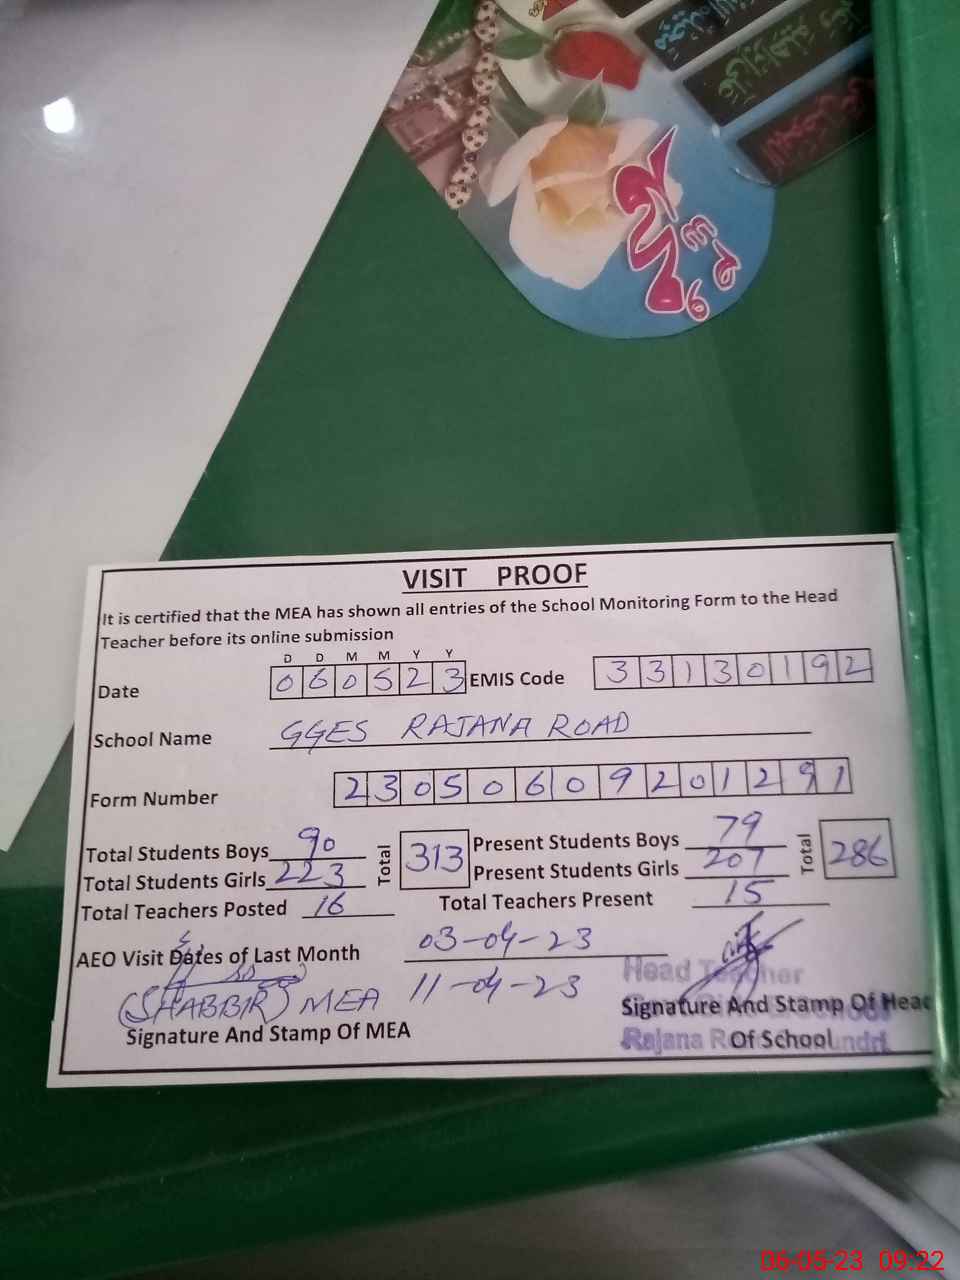 VISIT PROOF
It is certified that the MEA has shown all entries of the School Monitoring Form to the Head
Teacher before its online submission
D D M M Y Y
Date 060523 EMIS Code 33130192
School Name GGES RAJANA ROAD
Form Number 23050609201291
Total Students Boys 90 Total 313 Present Students Boys 79 Total 286
Total Students Girls 223 Present Students Girls 207
Total Teachers Posted 16 Total Teachers Present 15
AEO Visit Dates of Last Month 03-04-23
11-04-23
(SHABBIR) MEA
Signature And Stamp Of MEA
Head Teacher
Signature And Stamp Of Head
Of School
Rajana
06-05-23 09:22